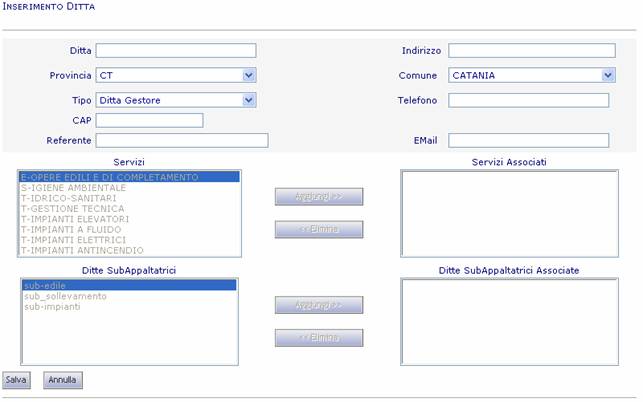 INSERIMENTO DITTA
Ditta Indirizzo
Provincia CT Comune CATANIA
Tipo Ditta Gestore Telefono
CAP
Referente EMail
Servizi Servizi Associati
E-OPERE EDILI E DI COMPLETAMENTO
S-IGIENE AMBIENTALE
T-IDRICO-SANITARI
T-GESTIONE TECNICA
T-IMPIANTI ELEVATORI
T-IMPIANTI A FLUIDO
T-IMPIANTI ELETTRICI
T-IMPIANTI ANTINCENDIO
Aggiungi >>
<< Elimina
Ditte SubAppaltatrici Ditte SubAppaltatrici Associate
sub-edile
sub_sollevamento
sub-impianti
Aggiungi >>
<< Elimina
Salva Annulla